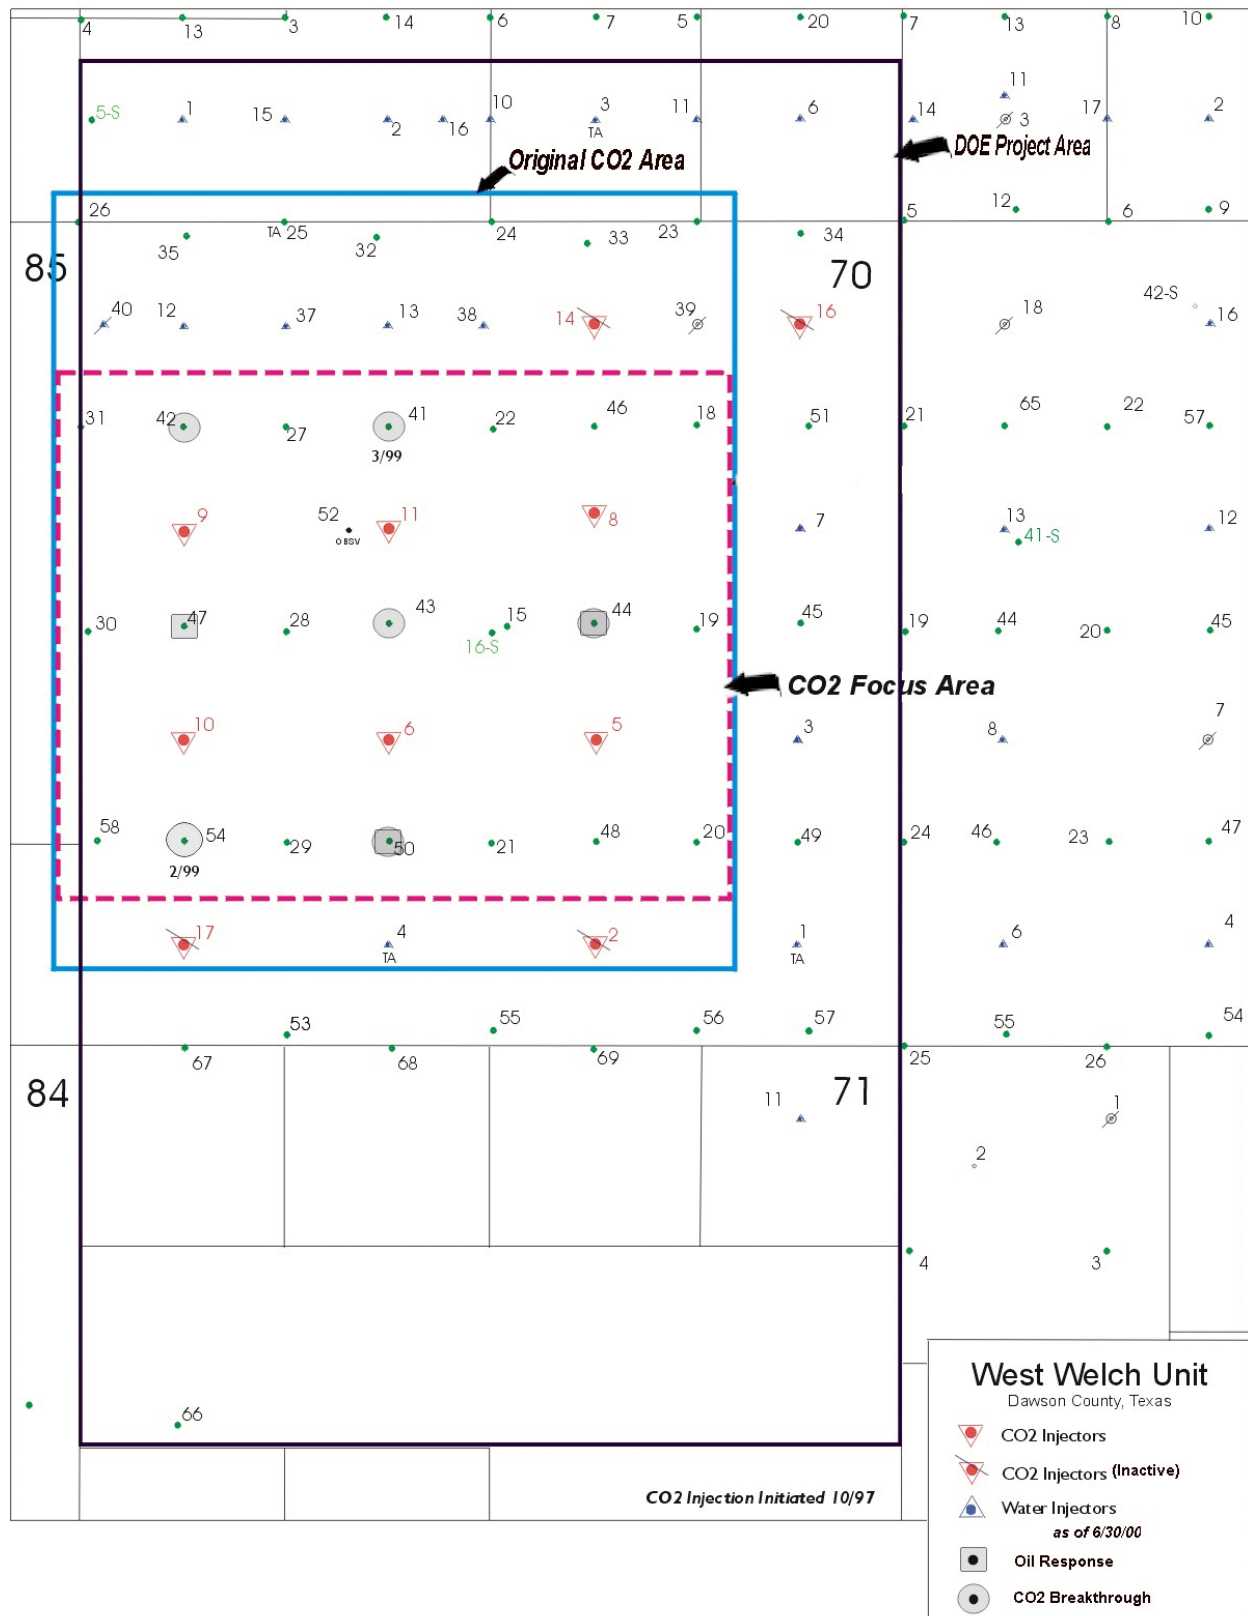 4 13 3 14 6 7 5 20 7 13 8 10
5-S 1 15 2 16 10 3 11 6 14 11 3 17 2
TA
Original CO2 Area
DOE Project Area
26 TA 25 24 23 5 12 6 9
35 32 33 34
85 70
40 12 37 13 38 14 39 16 18 42-S 16
31 42 27 41 22 46 18 51 21 65 22 57
3/99
9 52 11 8 7 13 12
OBSV
41-S
30 47 28 43 15 44 19 45 19 44 20 45
16-S
CO2 Focus Area
10 6 5 3 8 7
58 54 29 50 21 48 20 49 24 46 23 47
2/99
17 4 2 1 6 4
TA TA
53 55 56 57 55 54
67 68 69 25 26
84 71
11 1
2
4 3
66
CO2 Injection Initiated 10/97
West Welch Unit
Dawson County, Texas
CO2 Injectors
CO2 Injectors (Inactive)
Water Injectors
as of 6/30/00
Oil Response
CO2 Breakthrough